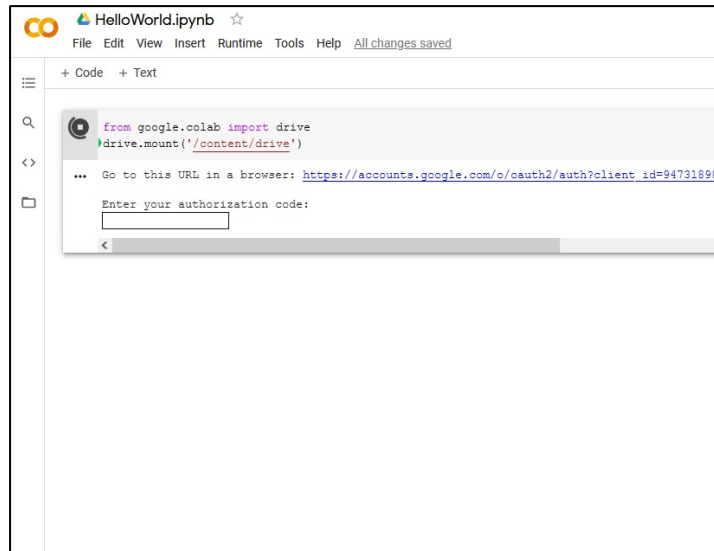 HelloWorld.ipynb
File Edit View Insert Runtime Tools Help All changes saved
+ Code + Text
from google.colab import drive
drive.mount('/content/drive')
Go to this URL in a browser: https://accounts.google.com/o/oauth2/auth?client_id=9473189
Enter your authorization code: